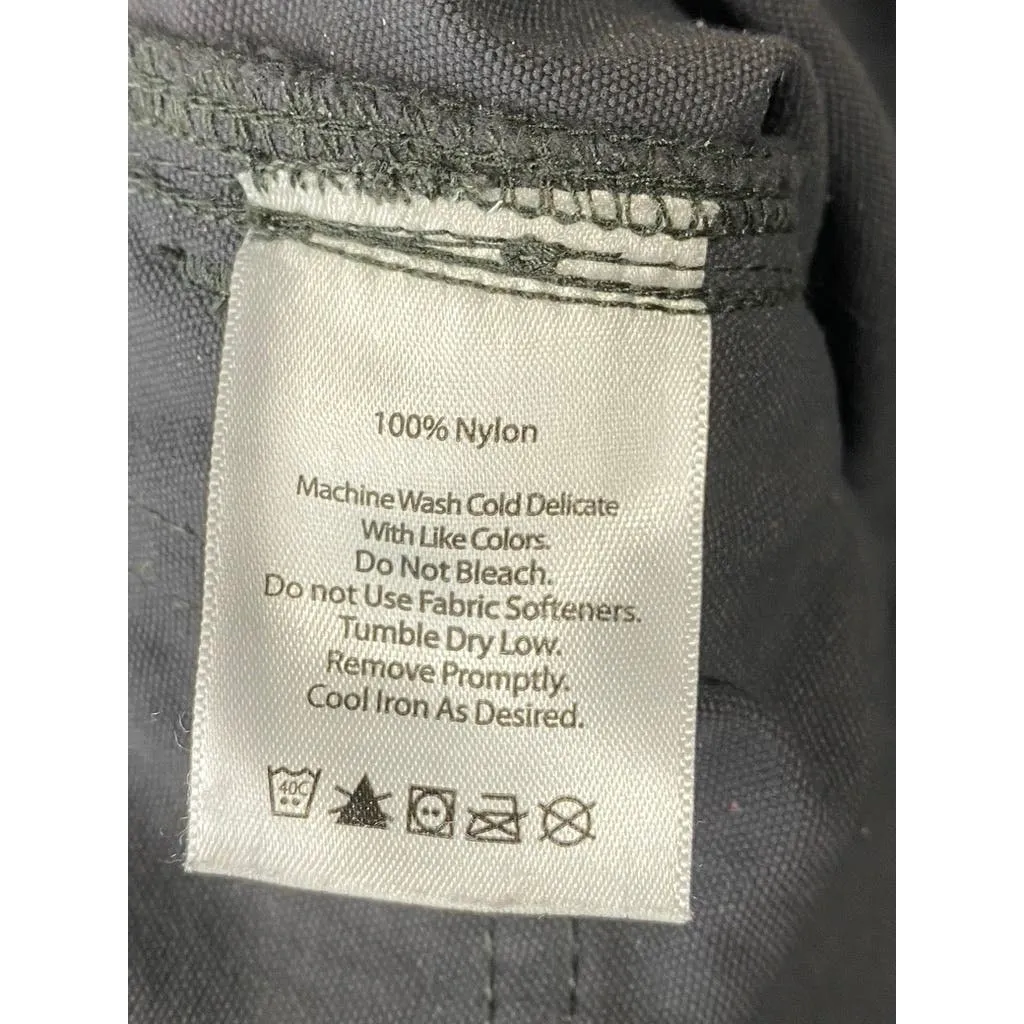 100% Nylon
Machine Wash Cold Delicate
With Like Colors.
Do Not Bleach.
Do not Use Fabric Softeners.
Tumble Dry Low.
Remove Promptly.
Cool Iron As Desired.
40C